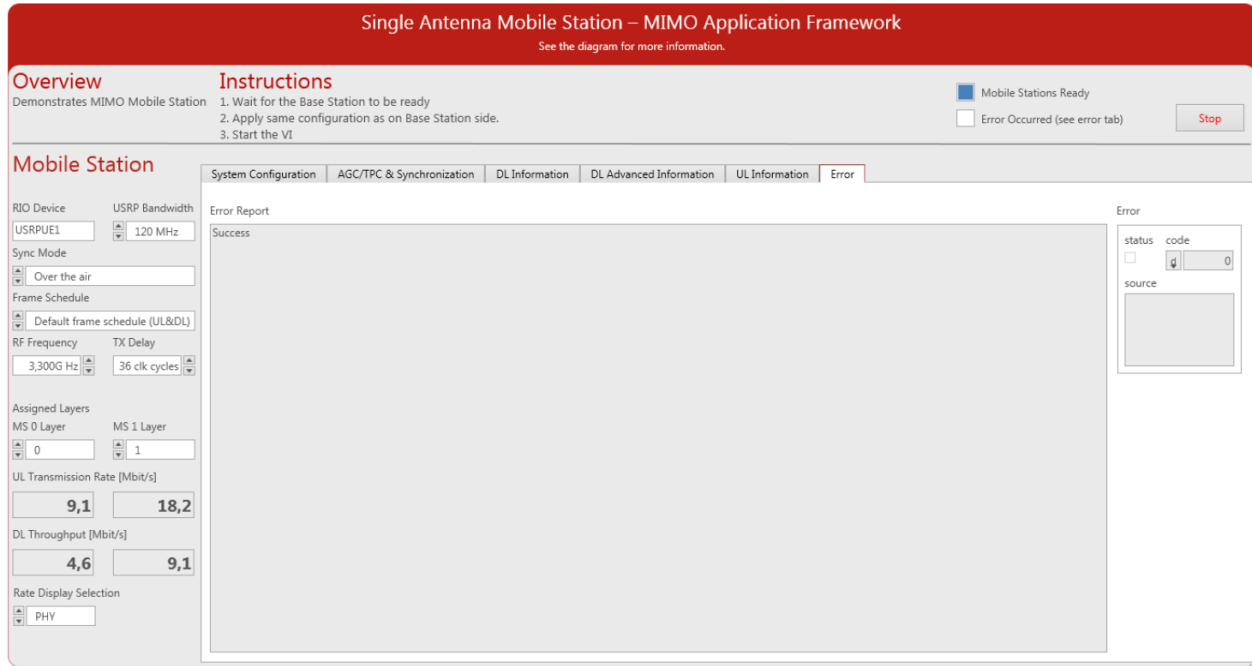 Single Antenna Mobile Station – MIMO Application Framework
See the diagram for more information.
Overview
Demonstrates MIMO Mobile Station
Instructions
1. Wait for the Base Station to be ready
2. Apply same configuration as on Base Station side.
3. Start the VI
Mobile Stations Ready
Error Occurred (see error tab)
Stop
Mobile Station
RIO Device USRP Bandwidth
USRPUE1 120 MHz
Sync Mode
Over the air
Frame Schedule
Default frame schedule (UL&DL)
RF Frequency TX Delay
3,300G Hz 36 clk cycles
Assigned Layers
MS 0 Layer MS 1 Layer
0 1
UL Transmission Rate [Mbit/s]
9,1 18,2
DL Throughput [Mbit/s]
4,6 9,1
Rate Display Selection
PHY
System Configuration AGC/TPC & Synchronization DL Information DL Advanced Information UL Information Error
Error Report
Success
Error
status code
d 0
source